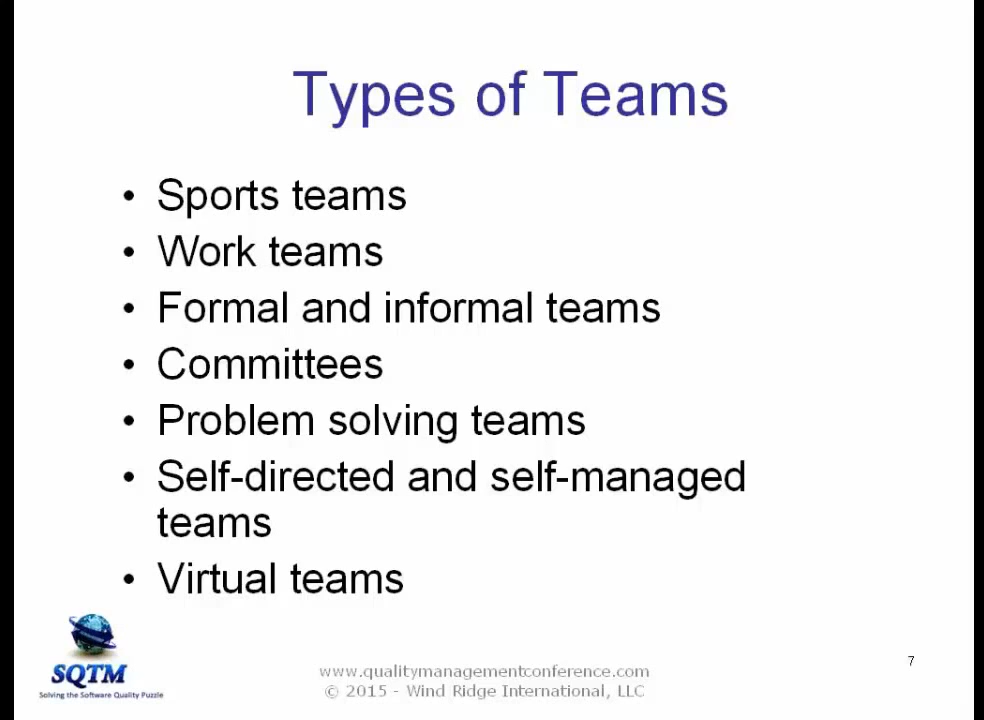 Types of Teams
• Sports teams
• Work teams
• Formal and informal teams
• Committees
• Problem solving teams
• Self-directed and self-managed
teams
• Virtual teams
SQTM
Solving the Software Quality Puzzle
www.qualitymanagementconference.com
© 2015 - Wind Ridge International, LLC
7